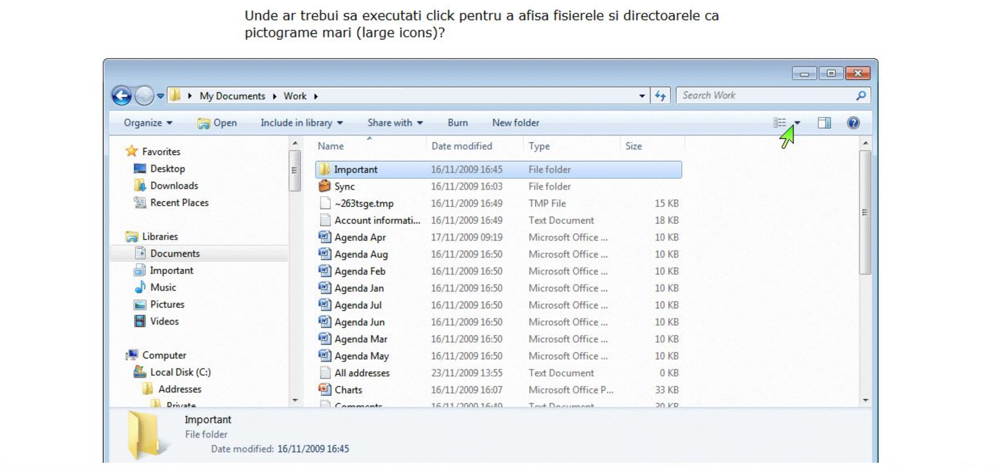 Unde ar trebui sa executati click pentru a afisa fisierele si directoarele ca
pictograme mari (large icons)?
My Documents Work
Search Work
Organize Open Include in library Share with Burn New folder
Favorites
Desktop
Downloads
Recent Places
Libraries
Documents
Important
Music
Pictures
Videos
Computer
Local Disk (C:)
Addresses
Private
Name Date modified Type Size
Important 16/11/2009 16:45 File folder
Sync 16/11/2009 16:03 File folder
~263tsge.tmp 16/11/2009 16:49 TMP File 15 KB
Account informati... 16/11/2009 16:49 Text Document 18 KB
Agenda Apr 17/11/2009 09:19 Microsoft Office ... 10 KB
Agenda Aug 16/11/2009 16:50 Microsoft Office ... 10 KB
Agenda Feb 16/11/2009 16:50 Microsoft Office ... 10 KB
Agenda Jan 16/11/2009 16:50 Microsoft Office ... 10 KB
Agenda Jul 16/11/2009 16:50 Microsoft Office ... 10 KB
Agenda Jun 16/11/2009 16:50 Microsoft Office ... 10 KB
Agenda Mar 16/11/2009 16:50 Microsoft Office ... 10 KB
Agenda May 16/11/2009 16:50 Microsoft Office ... 10 KB
All addresses 23/11/2009 13:55 Text Document 0 KB
Charts 16/11/2009 16:07 Microsoft Office P... 33 KB
Comments 16/11/2009 16:49 Text Document
Important
File folder
Date modified: 16/11/2009 16:45